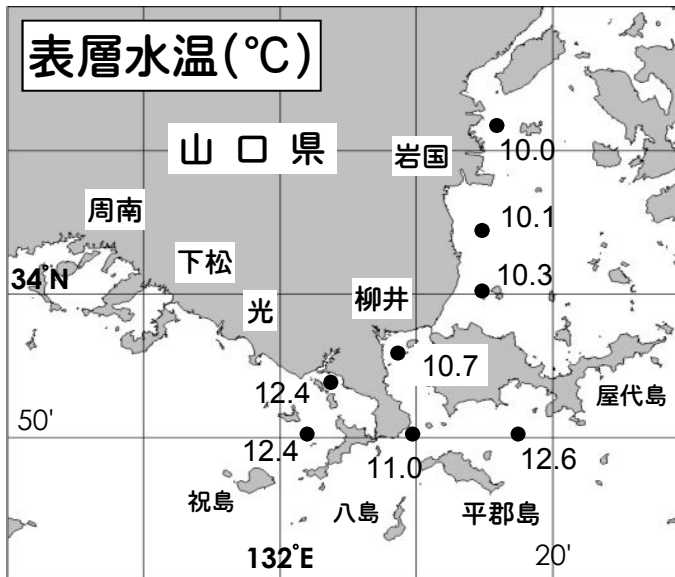 表層水温(℃)
山口県
岩国
10.0
周南
10.1
下松
34°N
10.3
柳井
光
10.7
12.4
屋代島
50'
12.4
11.0
12.6
祝島
八島
平郡島
132°E
20'